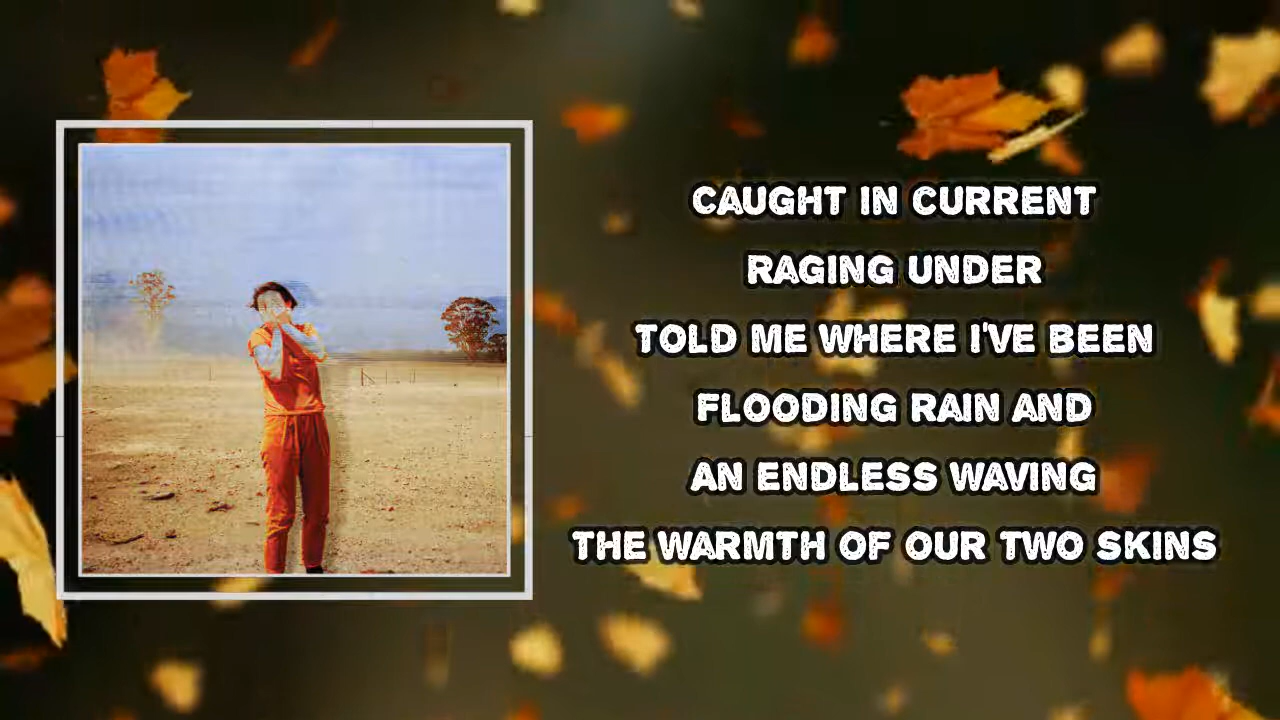 CAUGHT IN CURRENT
RAGING UNDER
TOLD ME WHERE I'VE BEEN
FLOODING RAIN AND
AN ENDLESS WAVING
THE WARMTH OF OUR TWO SKINS